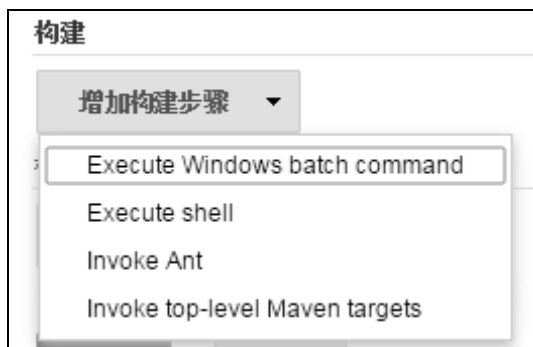 构建
增加构建步骤
Execute Windows batch command
Execute shell
Invoke Ant
Invoke top-level Maven targets